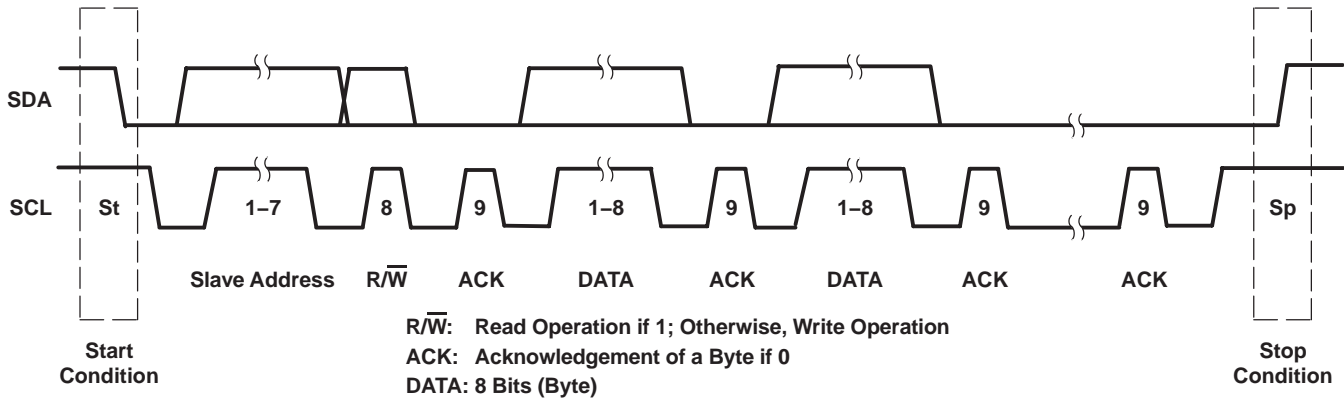 SDA
SCL St 1–7 8 9 1–8 9 1–8 9 9 Sp
Slave Address R/W̅ ACK DATA ACK DATA ACK ACK
R/W̅: Read Operation if 1; Otherwise, Write Operation
ACK: Acknowledgement of a Byte if 0
DATA: 8 Bits (Byte)
Start
Condition
Stop
Condition